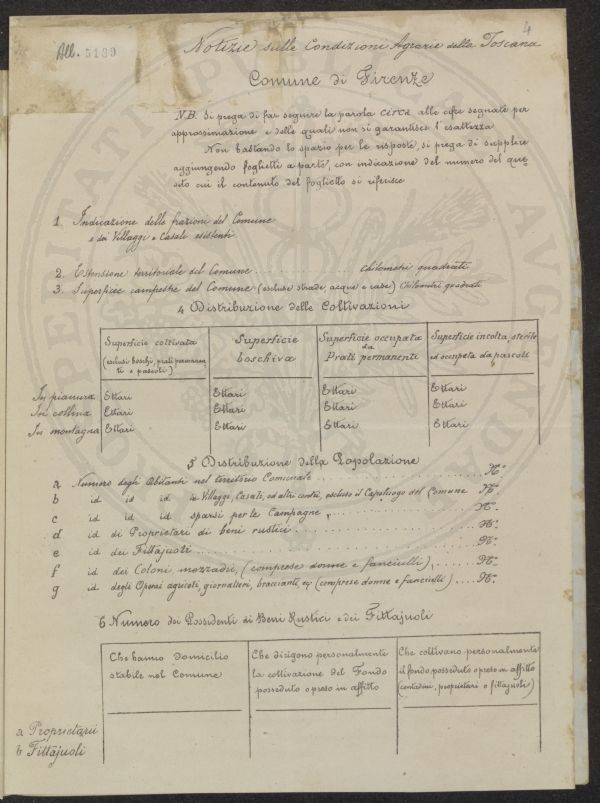 4
All. 5139
Notizie sulle Condizioni Agrarie della Toscana
Comune di Firenze
N.B. Si prega di far seguire la parola circa alle cifre segnate per
approssimazione e delle quali non si garantisce l'esattezza
Non bastando lo spazio per le risposte, si prega di supplire
aggiungendo foglietti a parte, con indicazione del numero del que
sito cui il contenuto del foglietto si riferisce
1. Indicazione delle frazioni del Comune
e dei Villaggi e Casali esistenti
2. Estensione territoriale del Comune .......... chilometri quadrati
3. Superficie campestre del Comune (escluse strade, acque e case) Chilometri quadrati
4 Distribuzione delle Coltivazioni
Superficie coltivata
(esclusi boschi, prati permanen
ti e pascoli)
Superficie
boschiva
Superficie occupata
da
Prati permanenti
Superficie incolta, sterile
ed occupata da pascoli
In pianura Ettari Ettari Ettari Ettari
In collina Ettari Ettari Ettari Ettari
In montagna Ettari Ettari Ettari Ettari
5 Distribuzione della Popolazione
a Numero degli Abitanti nel territorio Comunale .......... N.º
b id id id in Villaggi, Casali, ed altri centri, escluso il Capoluogo del Comune N.º
c id id id sparsi per le Campagne .......... N.º
d id di Proprietari di beni rustici .......... N.º
e id dei Fittajuoli .......... N.º
f id dei Coloni mezzadri, (comprese donne e fanciulli) .... N.º
g id degli Operai agricoli, giornalieri, braccianti, (comprese donne e fanciulli) .... N.º
6 Numero dei Possidenti di Beni Rustici e dei Fittajuoli
Che hanno domicilio
stabile nel Comune
Che dirigono personalmente
la coltivazione del Fondo
posseduto o preso in affitto
Che coltivano personalmente
il fondo posseduto o preso in affitto
(contadini, proprietari o fittajuoli)
a Proprietarii
b Fittajuoli